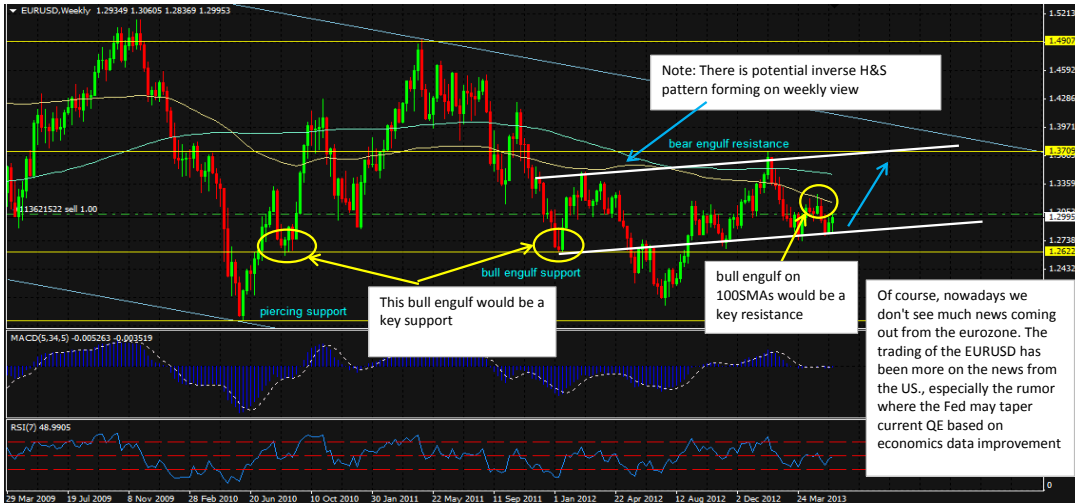 EURUSD,Weekly 1.29349 1.30605 1.28369 1.29953
1.5213
1.4907
1.4592
Note: There is potential inverse H&S
pattern forming on weekly view
1.4286
1.3971
bear engulf resistance
1.3709
1.3359
#113621522 sell 1.00
1.2995
1.2738
1.2622
bull engulf support
1.2432
piercing support
This bull engulf would be a
key support
bull engulf on
100SMAs would be a
key resistance
Of course, nowadays we
don't see much news coming
out from the eurozone. The
trading of the EURUSD has
been more on the news from
the US., especially the rumor
where the Fed may taper
current QE based on
economics data improvement
MACD(5,34,5) -0.005263 -0.003519
RSI(7) 48.9905
0
29 Mar 2009 19 Jul 2009 8 Nov 2009 28 Feb 2010 20 Jun 2010 10 Oct 2010 30 Jan 2011 22 May 2011 11 Sep 2011 1 Jan 2012 22 Apr 2012 12 Aug 2012 2 Dec 2012 24 Mar 2013